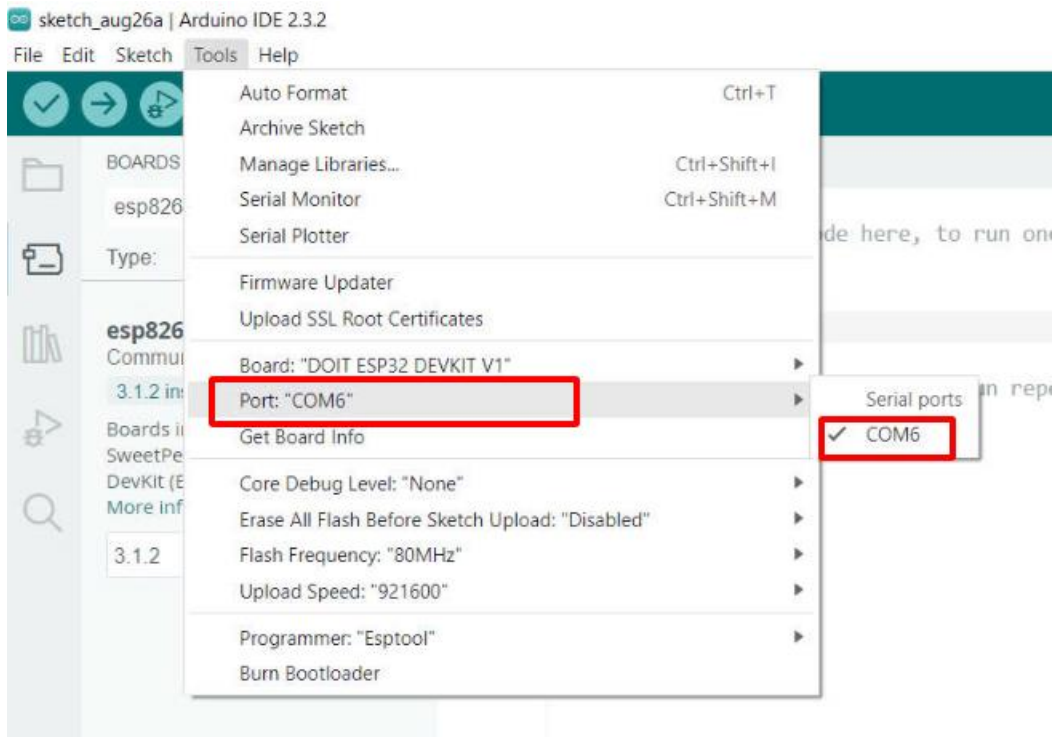 sketch_aug26a | Arduino IDE 2.3.2
File Edit Sketch Tools Help
Auto Format Ctrl+T
Archive Sketch
Manage Libraries... Ctrl+Shift+I
Serial Monitor Ctrl+Shift+M
Serial Plotter
Firmware Updater
Upload SSL Root Certificates
Board: "DOIT ESP32 DEVKIT V1"
Port: "COM6"
Get Board Info
Core Debug Level: "None"
Erase All Flash Before Sketch Upload: "Disabled"
Flash Frequency: "80MHz"
Upload Speed: "921600"
Programmer: "Esptool"
Burn Bootloader
Serial ports
COM6
BOARDS
esp826
Type:
esp826
Commu
3.1.2 in
Boards i
SweetPe
DevKit (E
More inf
3.1.2
de here, to run on
n repe